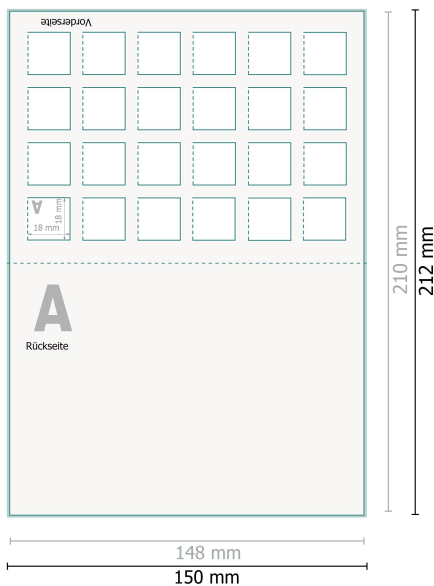 Vorderseite
A
18 mm
18 mm
A
Rückseite
210 mm
212 mm
148 mm
150 mm